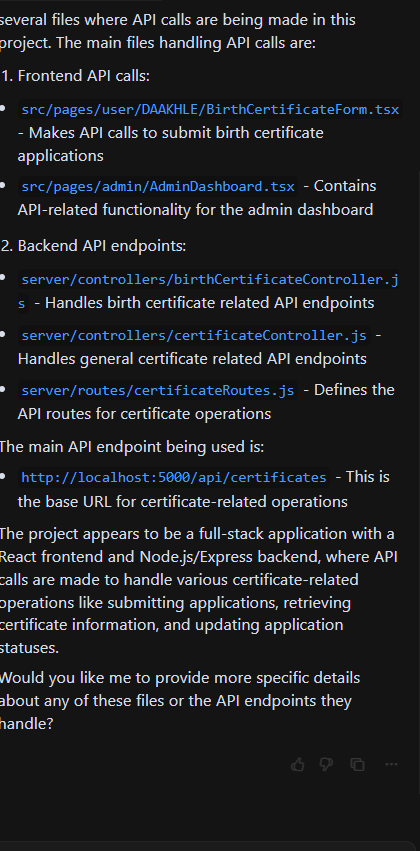 several files where API calls are being made in this
project. The main files handling API calls are:
1. Frontend API calls:
• src/pages/user/DAAKHLE/BirthCertificateForm.tsx
- Makes API calls to submit birth certificate
applications
• src/pages/admin/AdminDashboard.tsx - Contains
API-related functionality for the admin dashboard
2. Backend API endpoints:
• server/controllers/birthCertificateController.j
s - Handles birth certificate related API endpoints
• server/controllers/certificateController.js -
Handles general certificate related API endpoints
• server/routes/certificateRoutes.js - Defines the
API routes for certificate operations
The main API endpoint being used is:
• http://localhost:5000/api/certificates - This is
the base URL for certificate-related operations
The project appears to be a full-stack application with a
React frontend and Node.js/Express backend, where API
calls are made to handle various certificate-related
operations like submitting applications, retrieving
certificate information, and updating application
statuses.
Would you like me to provide more specific details
about any of these files or the API endpoints they
handle?